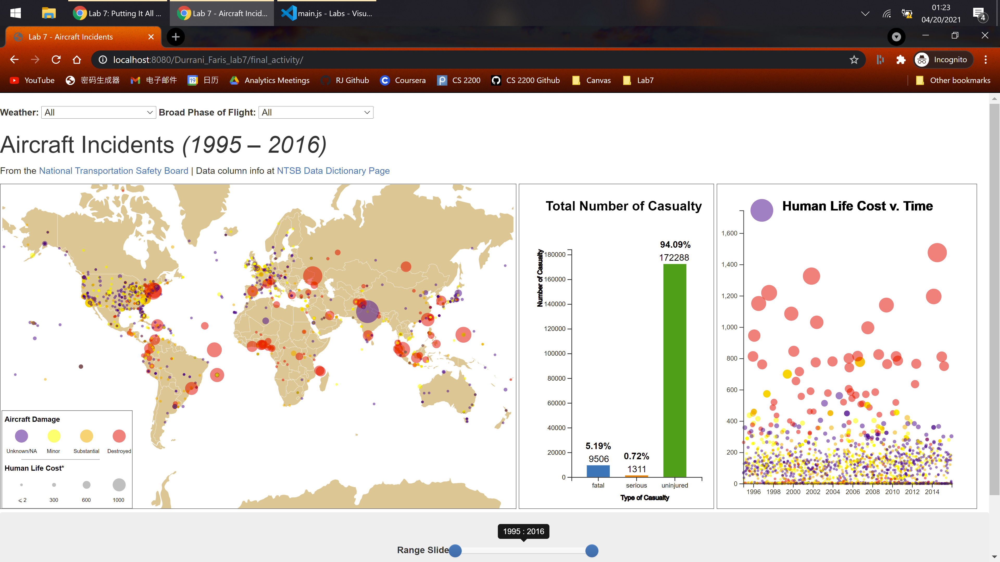 Lab 7: Putting It All ...
Lab 7 - Aircraft Incid...
main.js - Labs - Visu...
01:23
04/20/2021
4
Lab 7 - Aircraft Incidents
localhost:8080/Durrani_Faris_lab7/final_activity/
Incognito
YouTube
密码生成器
电子邮件
19
日历
Analytics Meetings
RJ Github
Coursera
CS 2200
CS 2200 Github
Canvas
Lab7
Other bookmarks
Weather: All Broad Phase of Flight: All
Aircraft Incidents (1995 – 2016)
From the National Transportation Safety Board | Data column info at NTSB Data Dictionary Page
Aircraft Damage
Unknown/NA Minor Substantial Destroyed
Human Life Cost*
⩽ 2 300 600 1000
Total Number of Casualty
Number of Casualty
180000
160000
140000
120000
100000
80000
60000
40000
20000
0
5.19%
9506
0.72%
1311
94.09%
172288
fatal serious uninjured
Type of Casualty
Human Life Cost v. Time
1,600
1,400
1,200
1,000
800
600
400
200
0
1996 1998 2000 2002 2004 2006 2008 2010 2012 2014
1995 : 2016
Range Slide